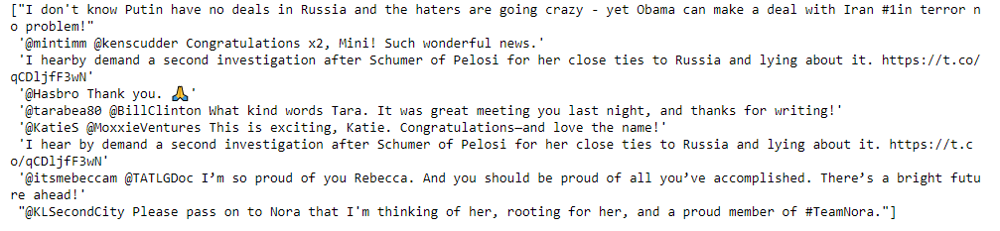 ["I don't know Putin have no deals in Russia and the haters are going crazy - yet Obama can make a deal with Iran #1in terror n
o problem!"
'@mintimm @kenscudder Congratulations x2, Mini! Such wonderful news.'
'I hearby demand a second investigation after Schumer of Pelosi for her close ties to Russia and lying about it. https://t.co/
qCDljfF3wN'
'@Hasbro Thank you. 🙏'
'@tarabea80 @BillClinton What kind words Tara. It was great meeting you last night, and thanks for writing!'
'@KatieS @MoxxieVentures This is exciting, Katie. Congratulations—and love the name!'
'I hear by demand a second investigation after Schumer of Pelosi for her close ties to Russia and lying about it. https://t.c
o/qCDljfF3wN'
'@itsmebeccam @TATLGDoc I’m so proud of you Rebecca. And you should be proud of all you’ve accomplished. There’s a bright futu
re ahead!'
"@KLSecondCity Please pass on to Nora that I'm thinking of her, rooting for her, and a proud member of #TeamNora."]